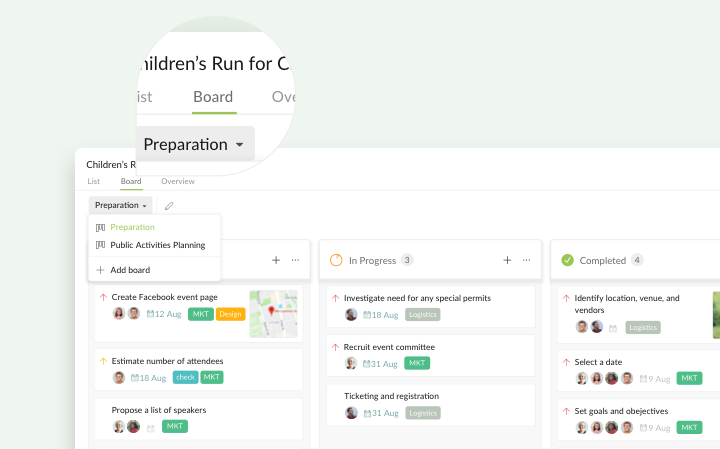 hildren's Run for C
ist Board Ove
Preparation
Children's R
List Board Overview
Preparation
Preparation
Public Activities Planning
Add board
In Progress 3
Completed 4
Create Facebook event page
12 Aug MKT Design
Estimate number of attendees
18 Aug check MKT
Propose a list of speakers
MKT
Investigate need for any special permits
18 Aug Logistics
Recruit event committee
31 Aug MKT
Ticketing and registration
31 Aug Logistics
Identify location, venue, and
vendors
Logistics
Select a date
9 Aug MKT
Set goals and obejectives
9 Aug MKT